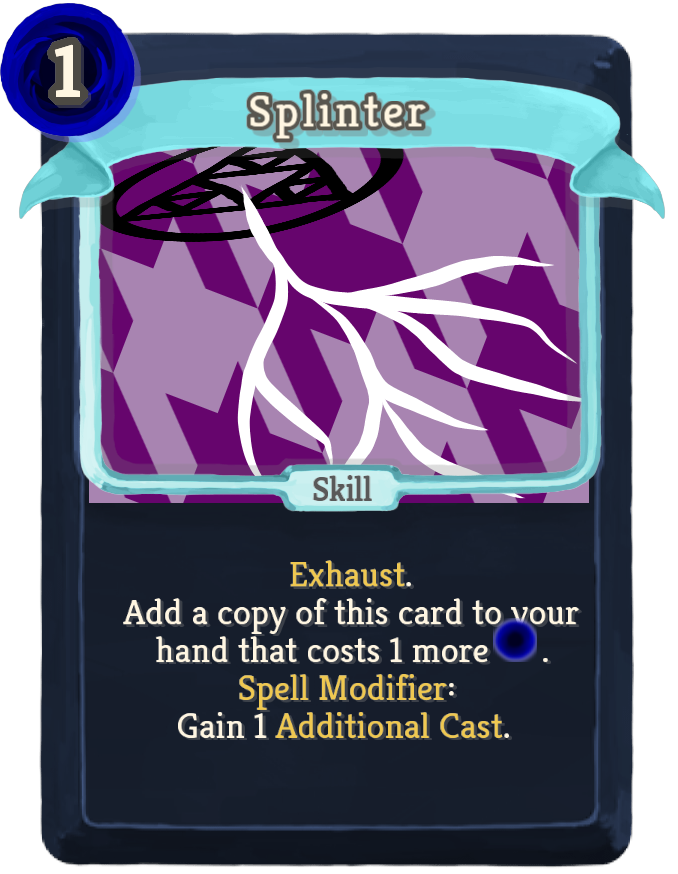 1
Splinter
Skill
Exhaust.
Add a copy of this card to your
hand that costs 1 more .
Spell Modifier:
Gain 1 Additional Cast.